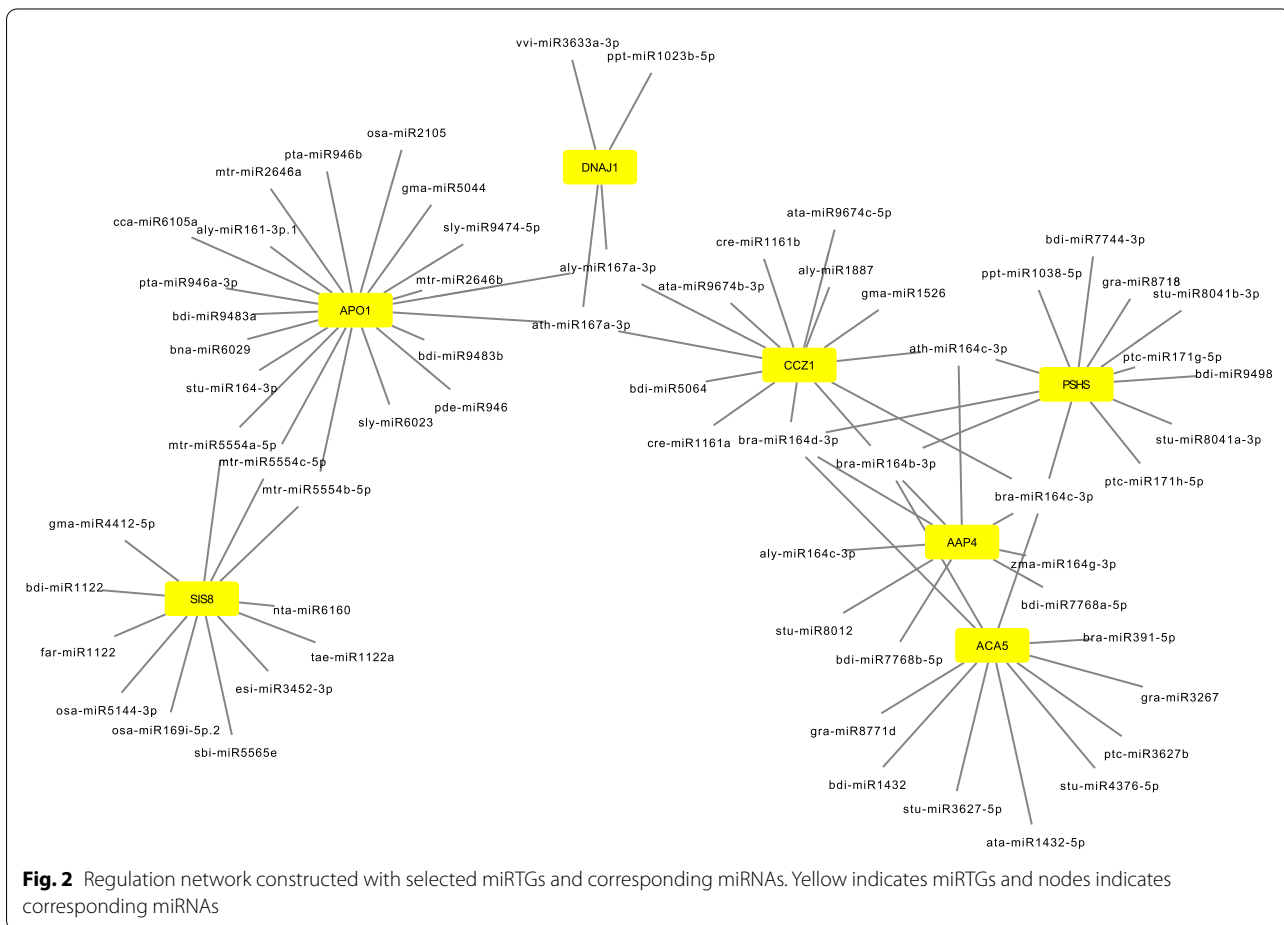 vvi-miR3633a-3p
ppt-miR1023b-5p
osa-miR2105
pta-miR946b
DNAJ1
mtr-miR2646a
gma-miR5044
cca-miR6105a
aly-miR161-3p.1
sly-miR9474-5p
ata-miR9674c-5p
cre-miR1161b
bdi-miR7744-3p
aly-miR167a-3p
aly-miR1887
ppt-miR1038-5p
pta-miR946a-3p
mtr-miR2646b
ata-miR9674b-3p
gma-miR1526
gra-miR8718
stu-miR8041b-3p
APO1
bdi-miR9483a
ath-miR167a-3p
bna-miR6029
bdi-miR9483b
ath-miR164c-3p
ptc-miR171g-5p
CCZ1
bdi-miR9498
stu-miR164-3p
bdi-miR5064
PSHS
pde-miR946
sly-miR6023
mtr-miR5554a-5p
cre-miR1161a
bra-miR164d-3p
stu-miR8041a-3p
mtr-miR5554c-5p
bra-miR164b-3p
ptc-miR171h-5p
mtr-miR5554b-5p
bra-miR164c-3p
gma-miR4412-5p
AAP4
aly-miR164c-3p
zma-miR164g-3p
bdi-miR1122
SIS8
nta-miR6160
bdi-miR7768a-5p
stu-miR8012
far-miR1122
tae-miR1122a
bdi-miR7768b-5p
ACA5
bra-miR391-5p
esi-miR3452-3p
gra-miR3267
osa-miR5144-3p
osa-miR169i-5p.2
gra-miR8771d
sbi-miR5565e
ptc-miR3627b
bdi-miR1432
stu-miR4376-5p
stu-miR3627-5p
ata-miR1432-5p
Fig. 2 Regulation network constructed with selected miRTGs and corresponding miRNAs. Yellow indicates miRTGs and nodes indicates
corresponding miRNAs